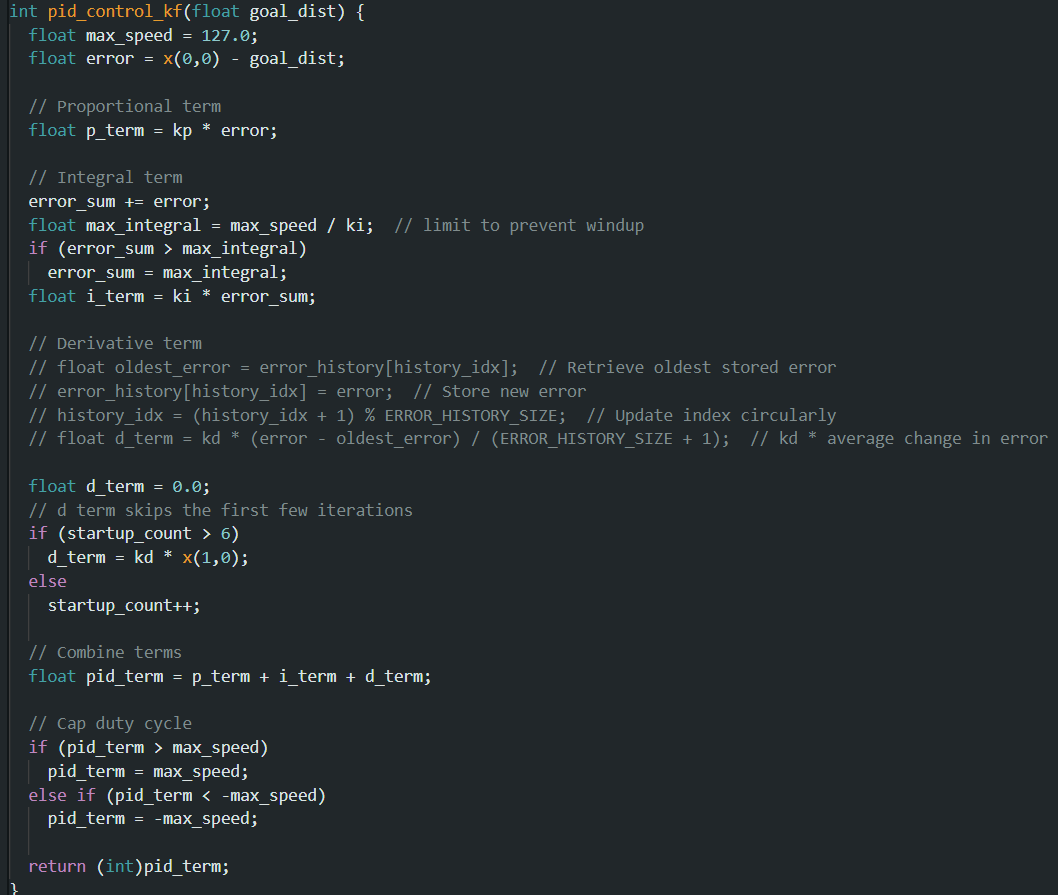 int pid_control_kf(float goal_dist) {
  float max_speed = 127.0;
  float error = x(0,0) - goal_dist;

  // Proportional term
  float p_term = kp * error;

  // Integral term
  error_sum += error;
  float max_integral = max_speed / ki;  // limit to prevent windup
  if (error_sum > max_integral)
    error_sum = max_integral;
  float i_term = ki * error_sum;

  // Derivative term
  // float oldest_error = error_history[history_idx];  // Retrieve oldest stored error
  // error_history[history_idx] = error;  // Store new error
  // history_idx = (history_idx + 1) % ERROR_HISTORY_SIZE;  // Update index circularly
  // float d_term = kd * (error - oldest_error) / (ERROR_HISTORY_SIZE + 1);  // kd * average change in error

  float d_term = 0.0;
  // d term skips the first few iterations
  if (startup_count > 6)
    d_term = kd * x(1,0);
  else
    startup_count++;

  // Combine terms
  float pid_term = p_term + i_term + d_term;

  // Cap duty cycle
  if (pid_term > max_speed)
    pid_term = max_speed;
  else if (pid_term < -max_speed)
    pid_term = -max_speed;

  return (int)pid_term;
}